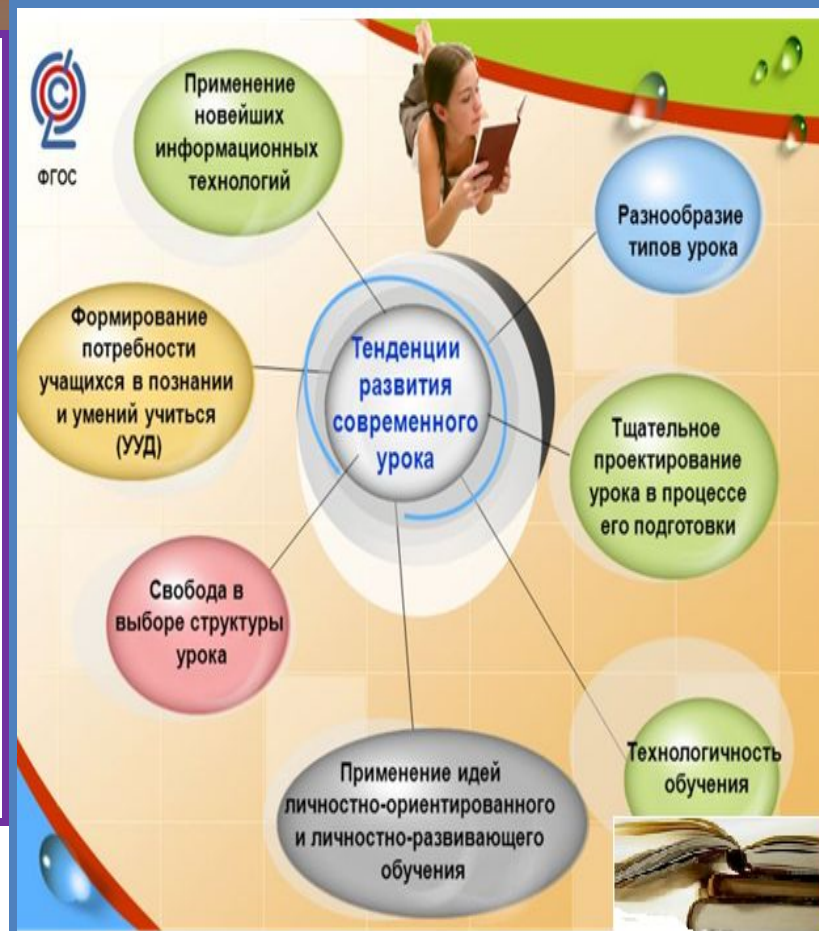 ФГОС
Применение
новейших
информационных
технологий
Разнообразие
типов урока
Формирование
потребности
учащихся в познании
и умений учиться
(УУД)
Тенденции
развития
современного
урока
Тщательное
проектирование
урока в процессе
его подготовки
Свобода в
выборе структуры
урока
Применение идей
личностно-ориентированного
и личностно-развивающего
обучения
Технологичность
обучения